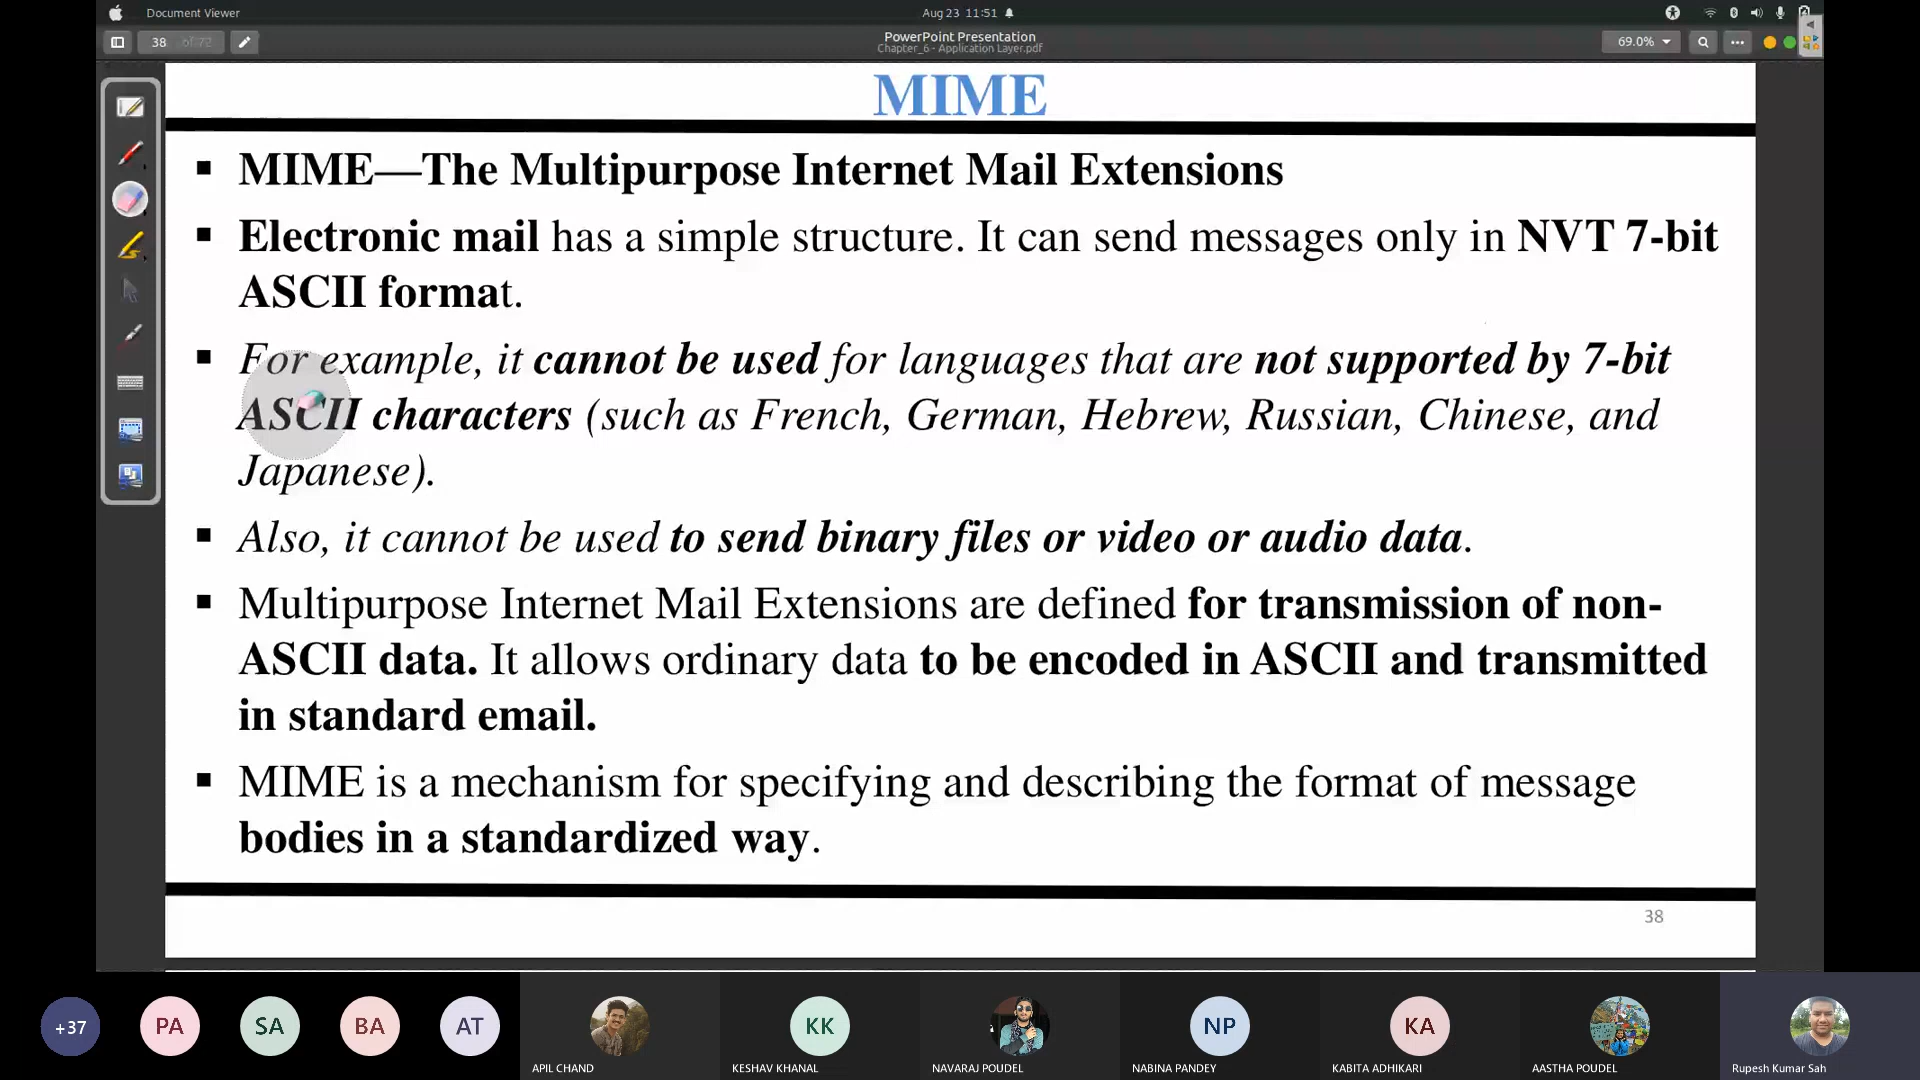 Document Viewer
Aug 23 11:51
38 of 72
PowerPoint Presentation
Chapter_6 - Application Layer.pdf
69.0%
MIME
▪ MIME—The Multipurpose Internet Mail Extensions
▪ Electronic mail has a simple structure. It can send messages only in NVT 7-bit
ASCII format.
▪ For example, it cannot be used for languages that are not supported by 7-bit
ASCII characters (such as French, German, Hebrew, Russian, Chinese, and
Japanese).
▪ Also, it cannot be used to send binary files or video or audio data.
▪ Multipurpose Internet Mail Extensions are defined for transmission of non-
ASCII data. It allows ordinary data to be encoded in ASCII and transmitted
in standard email.
▪ MIME is a mechanism for specifying and describing the format of message
bodies in a standardized way.
38
+37 PA SA BA AT KK NP KA
APIL CHAND KESHAV KHANAL NAVARAJ POUDEL NABINA PANDEY KABITA ADHIKARI AASTHA POUDEL Rupesh Kumar Sah